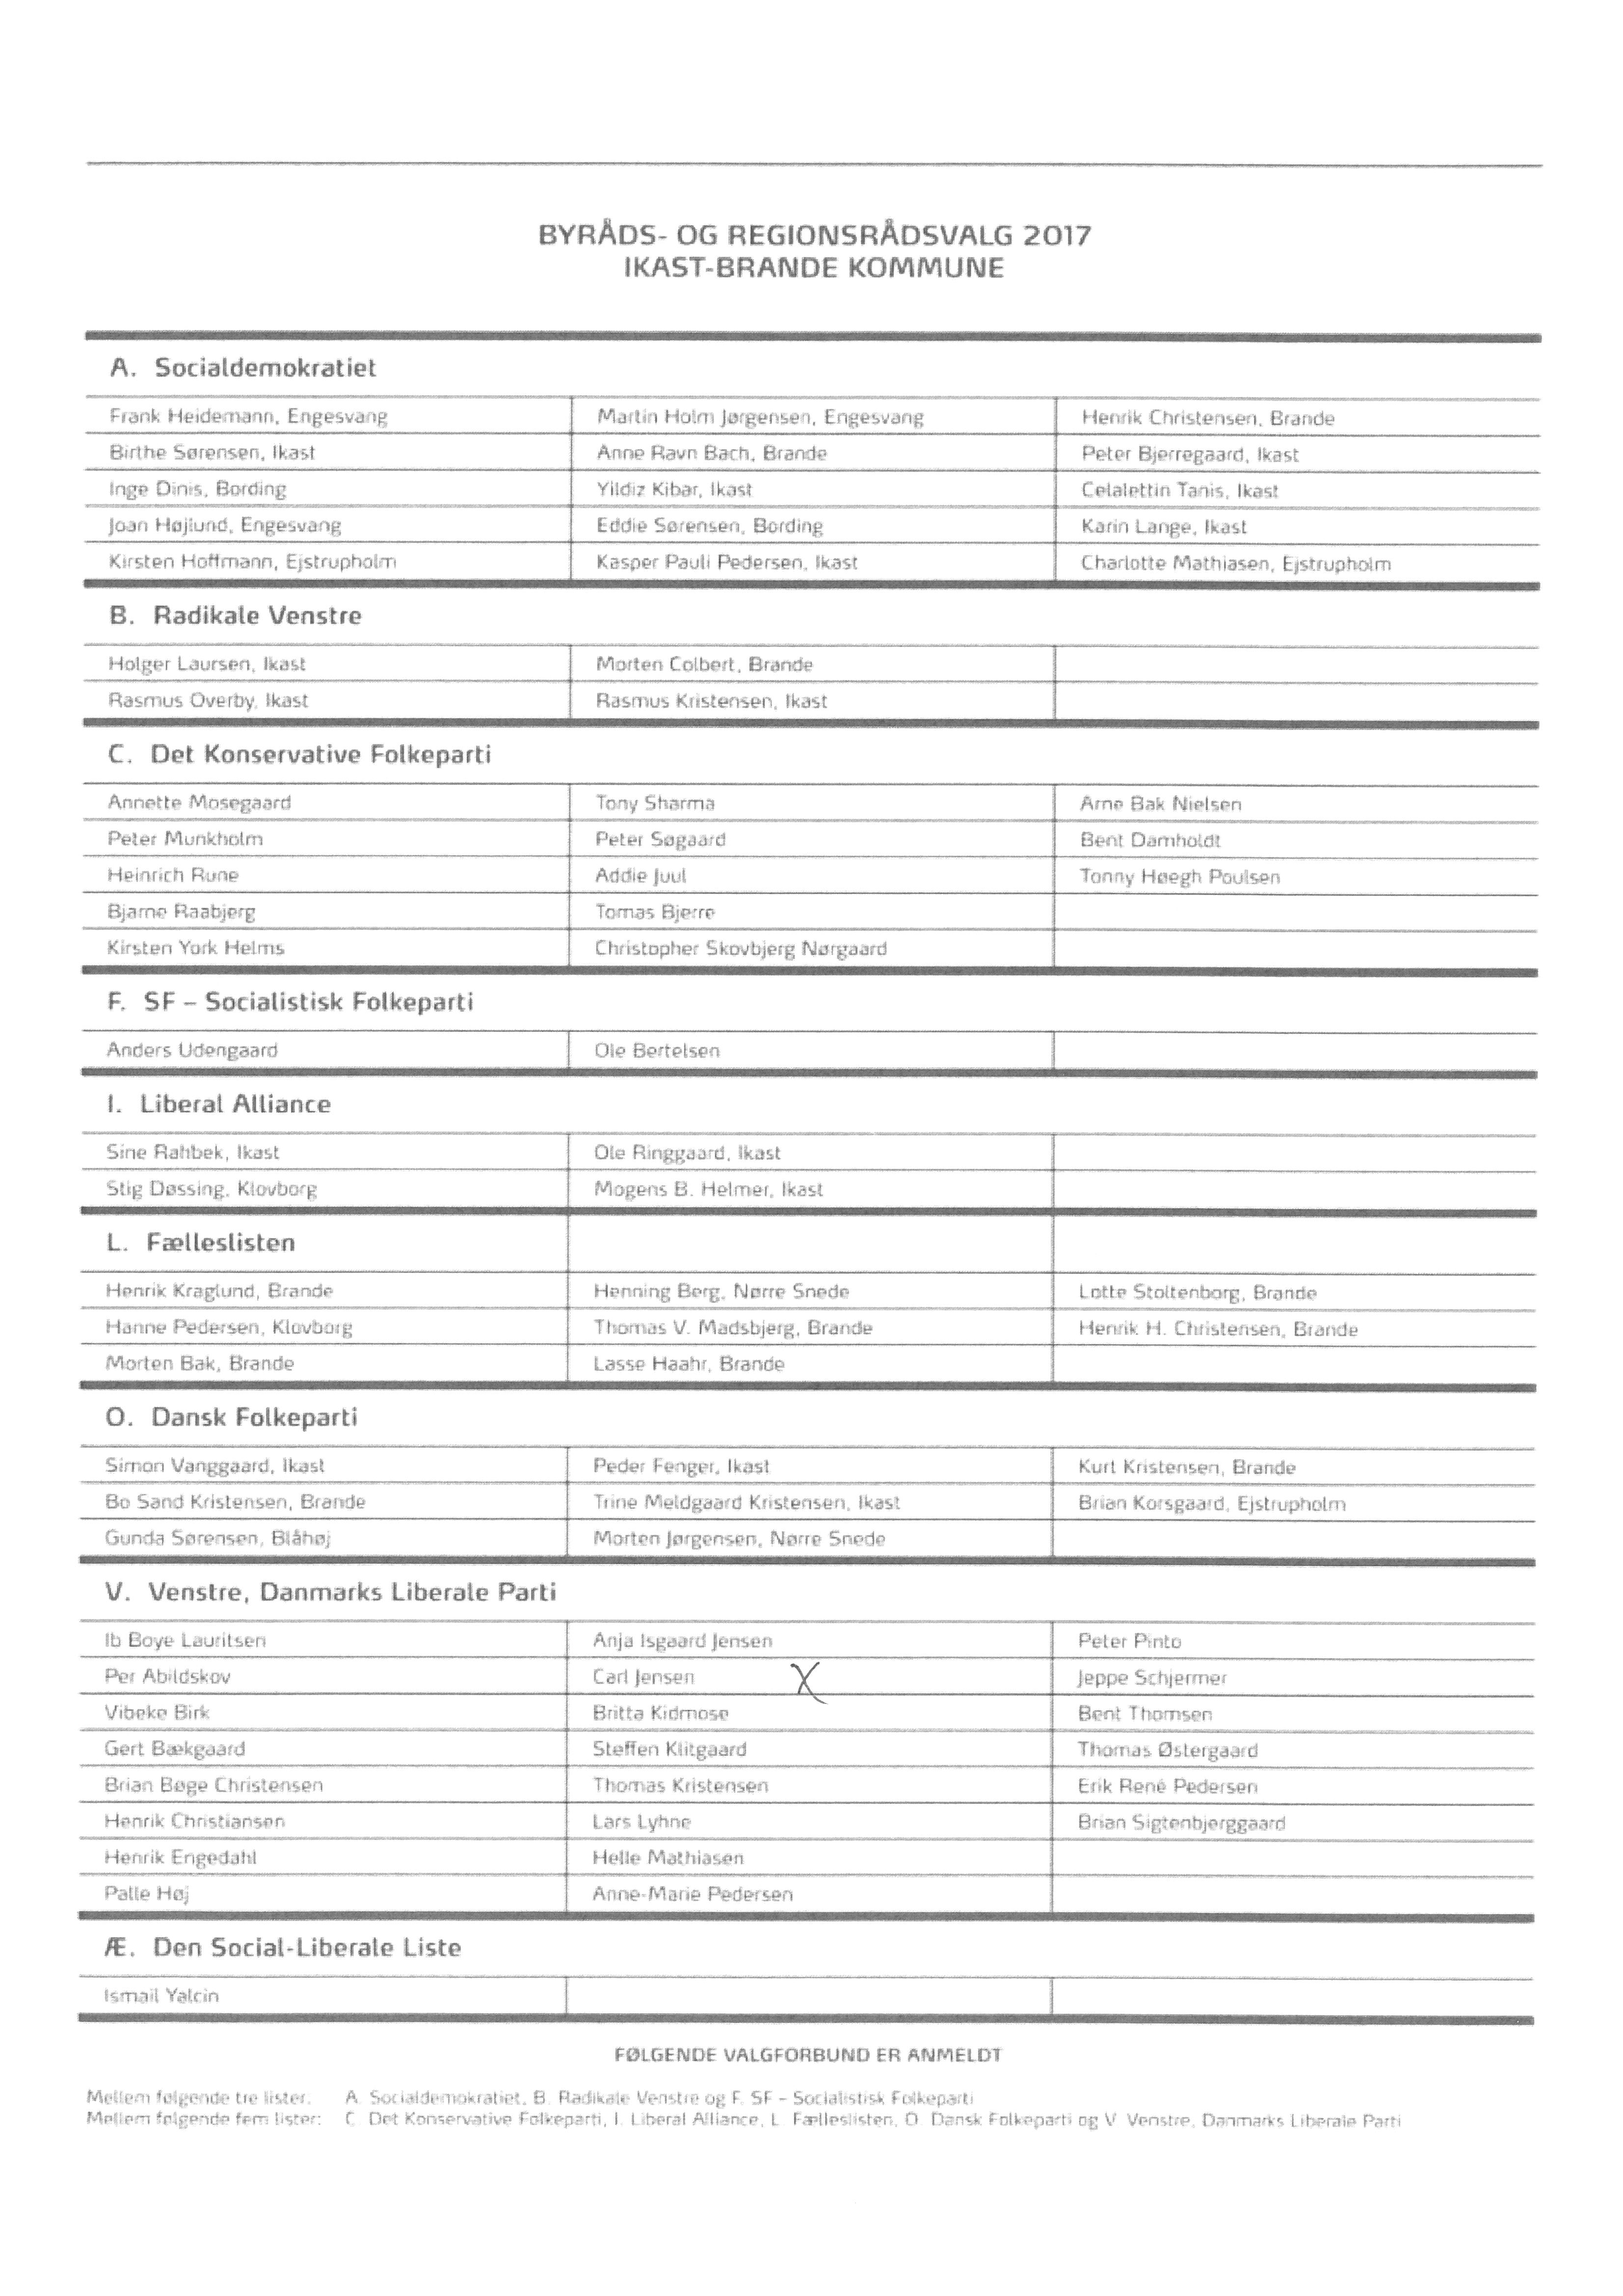 BYRÅDS- OG REGIONSRÅDSVALG 2017
IKAST-BRANDE KOMMUNE
A. Socialdemokratiet
Frank Heidemann, Engesvang Martin Holm Jørgensen, Engesvang Henrik Christensen, Brande
Birthe Sørensen, Ikast Anne Ravn Bach, Brande Peter Bjerregaard, Ikast
Inge Dinis, Bording Yildiz Kibar, Ikast Celalettin Tanis, Ikast
Joan Højlund, Engesvang Eddie Sørensen, Bording Karin Lange, Ikast
Kirsten Hoffmann, Ejstrupholm Kasper Pauli Pedersen, Ikast Charlotte Mathiasen, Ejstrupholm
B. Radikale Venstre
Holger Laursen, Ikast Morten Colbert, Brande
Rasmus Overby, Ikast Rasmus Kristensen, Ikast
C. Det Konservative Folkeparti
Annette Mosegaard Tony Sharma Arne Bak Nielsen
Peter Munkholm Peter Søgaard Bent Damholdt
Heinrich Rune Addie Juul Tonny Høegh Poulsen
Bjarne Raabjerg Tomas Bjerre
Kirsten York Helms Christopher Skovbjerg Nørgaard
F. SF – Socialistisk Folkeparti
Anders Udengaard Ole Bertelsen
I. Liberal Alliance
Sine Rahbek, Ikast Ole Ringgaard, Ikast
Stig Døssing, Klovborg Mogens B. Helmer, Ikast
L. Fælleslisten
Henrik Kraglund, Brande Henning Berg, Nørre Snede Lotte Stoltenborg, Brande
Hanne Pedersen, Klovborg Thomas V. Madsbjerg, Brande Henrik H. Christensen, Brande
Morten Bak, Brande Lasse Haahr, Brande
O. Dansk Folkeparti
Simon Vanggaard, Ikast Peder Fenger, Ikast Kurt Kristensen, Brande
Bo Sand Kristensen, Brande Trine Meldgaard Kristensen, Ikast Brian Korsgaard, Ejstrupholm
Gunda Sørensen, Blåhøj Morten Jørgensen, Nørre Snede
V. Venstre, Danmarks Liberale Parti
Ib Boye Lauritsen Anja Isgaard Jensen Peter Pinto
Per Abildskov Carl Jensen X Jeppe Schjermer
Vibeke Birk Britta Kidmose Bent Thomsen
Gert Bækgaard Steffen Klitgaard Thomas Østergaard
Brian Bøge Christensen Thomas Kristensen Erik René Pedersen
Henrik Christiansen Lars Lyhne Brian Sigtenbjerggaard
Henrik Engedahl Helle Mathiasen
Palle Høj Anne-Marie Pedersen
Æ. Den Social-Liberale Liste
Ismail Yalcin
FØLGENDE VALGFORBUND ER ANMELDT
Mellem følgende tre lister: A. Socialdemokratiet, B. Radikale Venstre og F. SF – Socialistisk Folkeparti
Mellem følgende fem lister: C. Det Konservative Folkeparti, I. Liberal Alliance, L. Fælleslisten, O. Dansk Folkeparti og V. Venstre, Danmarks Liberale Parti